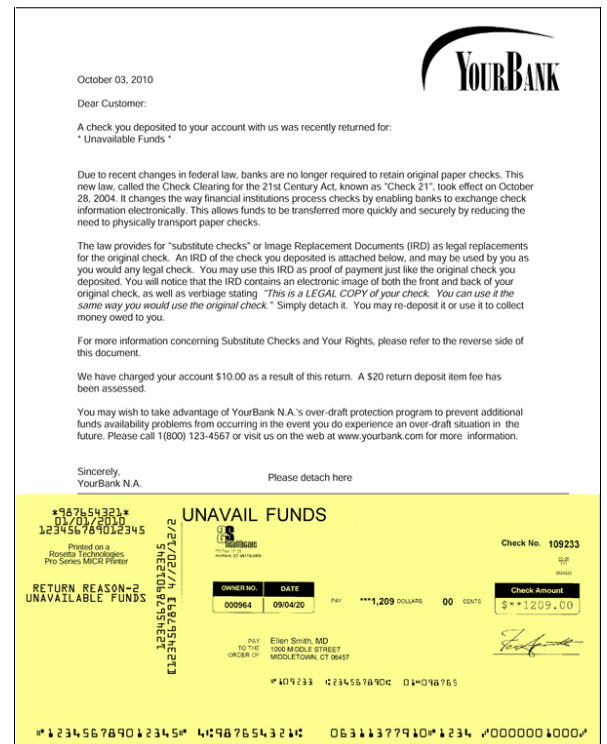 YOURBANK
October 03, 2010
Dear Customer:
A check you deposited to your account with us was recently returned for:
* Unavailable Funds *
Due to recent changes in federal law, banks are no longer required to retain original paper checks. This
new law, called the Check Clearing for the 21st Century Act, known as "Check 21", took effect on October
28, 2004. It changes the way financial institutions process checks by enabling banks to exchange check
information electronically. This allows funds to be transferred more quickly and securely by reducing the
need to physically transport paper checks.
The law provides for "substitute checks" or Image Replacement Documents (IRD) as legal replacements
for the original check. An IRD of the check you deposited is attached below, and may be used by you as
you would any legal check. You may use this IRD as proof of payment just like the original check you
deposited. You will notice that the IRD contains an electronic image of both the front and back of your
original check, as well as verbiage stating "This is a LEGAL COPY of your check. You can use it the
same way you would use the original check." Simply detach it. You may re-deposit it or use it to collect
money owed to you.
For more information concerning Substitute Checks and Your Rights, please refer to the reverse side of
this document.
We have charged your account $10.00 as a result of this return. A $20 return deposit item fee has
been assessed.
You may wish to take advantage of YourBank N.A.'s over-draft protection program to prevent additional
funds availability problems from occurring in the event you do experience an over-draft situation in the
future. Please call 1(800) 123-4567 or visit us on the web at www.yourbank.com for more information.
Sincerely,
YourBank N.A.
Please detach here
*987654321*
01/01/2010
123456789012345
Printed on a
Rosetta Technologies
Pro Series MICR Printer
RETURN REASON-2
UNAVAILABLE FUNDS
123456789012345
[123456789] 4//20/12/2
UNAVAIL FUNDS
healthcare
Check No. 109233
OWNER NO. DATE
000964 09/04/20
PAY ***1,209 DOLLARS 00 CENTS
Check Amount
$**1209.00
PAY
TO THE
ORDER OF
Ellen Smith, MD
1000 MIDDLE STREET
MIDDLETOWN, CT 06457
⑈109233 ⑆234567890⑆ 01⑉098765
⑈123456789012345⑈ 4⑆987654321⑆ 06311377910⑈1234 ⑇0000001000⑇